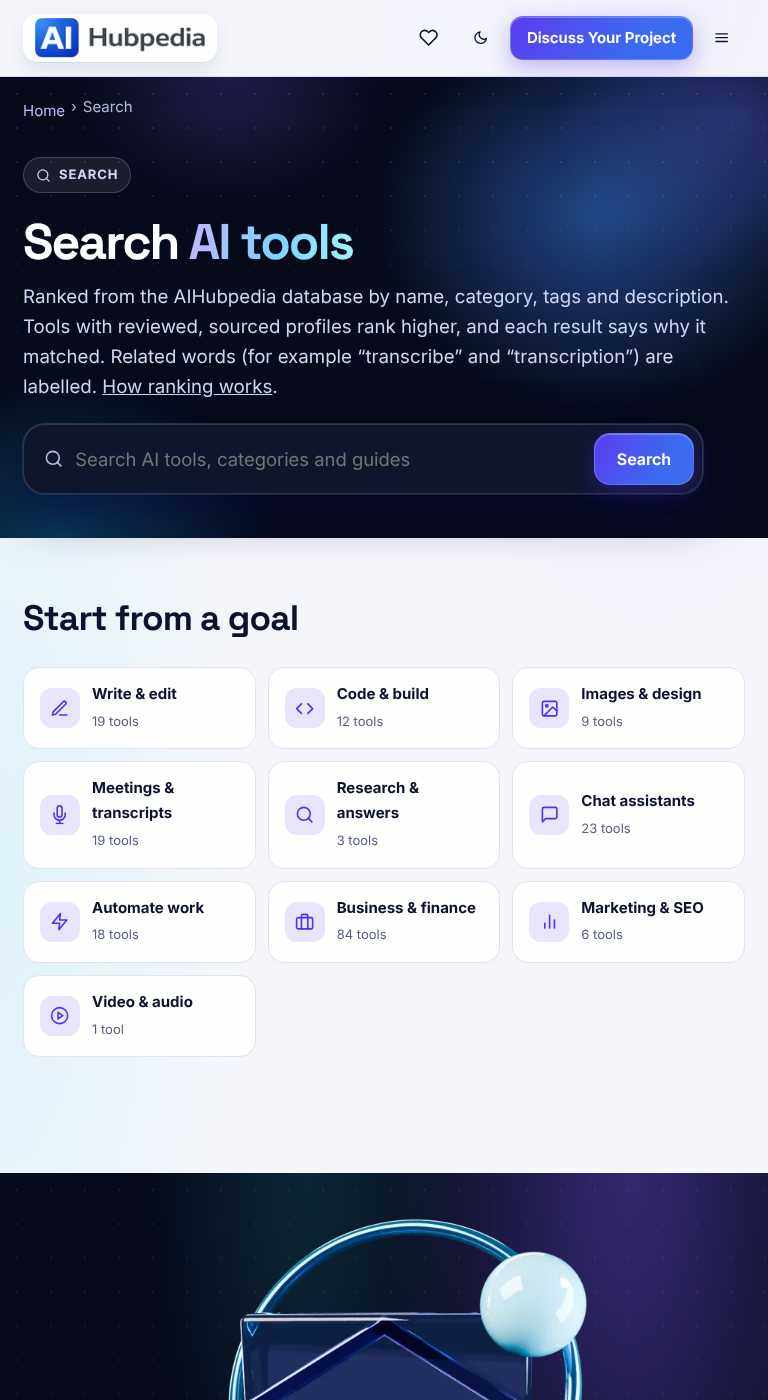 AI Hubpedia
Discuss Your Project
Home › Search
SEARCH
Search AI tools
Ranked from the AIHubpedia database by name, category, tags and description.
Tools with reviewed, sourced profiles rank higher, and each result says why it
matched. Related words (for example “transcribe” and “transcription”) are
labelled. How ranking works.
Search AI tools, categories and guides
Search
Start from a goal
Write & edit
19 tools
Code & build
12 tools
Images & design
9 tools
Meetings &
transcripts
19 tools
Research &
answers
3 tools
Chat assistants
23 tools
Automate work
18 tools
Business & finance
84 tools
Marketing & SEO
6 tools
Video & audio
1 tool